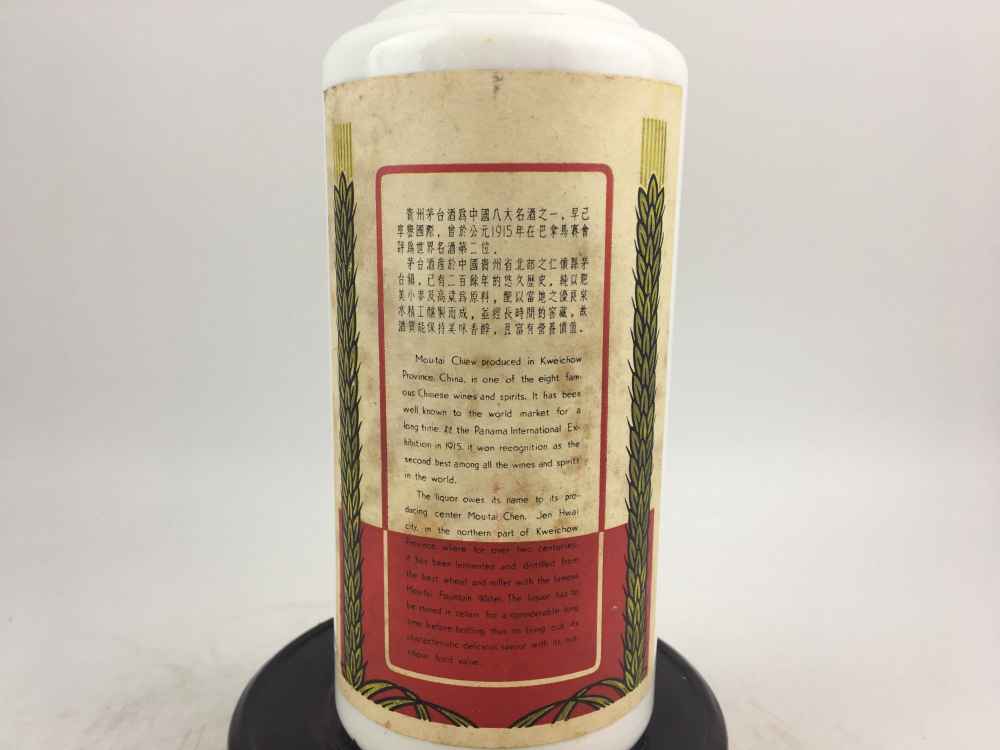 貴州茅台酒爲中國八大名酒之一，早已
享譽國際，曾於公元1915年在巴拿馬賽會
評爲世界名酒第二位．
茅台酒産於中國貴州省北部之仁懷縣茅
台鎮，已有二百餘年的悠久歷史，純以肥
美小麥及高粱爲原料，配以當地之優良泉
水精工釀製而成，並經長時間的窖藏，故
酒質能保持美味香醇，且富有營養價值．
Mou-tai Chiew produced in Kweichow
Province, China, is one of the eight fam-
ous Chinese wines and spirits. It has been
well known to the world market for a
long time. At the Panama International Ex-
hibition in 1915, it won recognition as the
second best among all the wines and spirits
in the world.
The liquor owes its name to its pro-
ducing center Mou-tai Chen, Jen Hwai
city, in the northern part of Kweichow
Province where for over two centuries,
it has been fermented and distilled from
the best wheat and millet with the famous
Mou-tai Fountain Water. The liquor has to
be stored in cellars for a considerable long
time before bottling, thus to bring out its
characteristic delicious savour with its
food value.